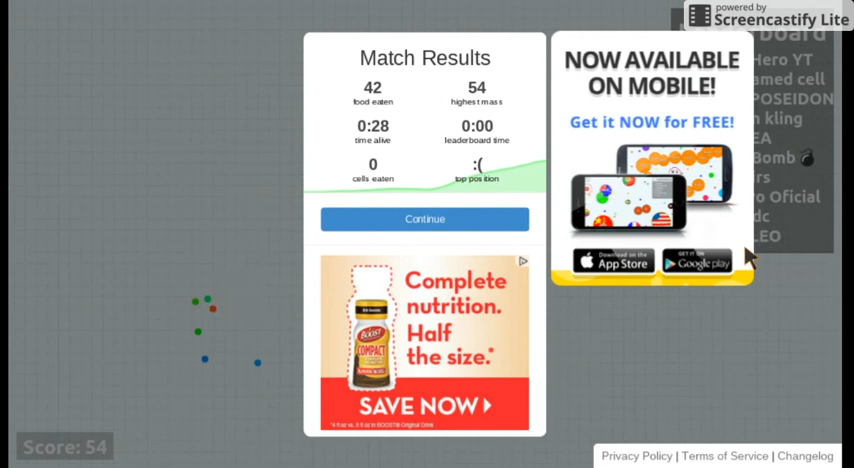 powered by
Screencastify Lite
board
Match Results
42
food eaten
54
highest mass
0:28
time alive
0:00
leaderboard time
0
cells eaten
:(
top position
Continue
NOW AVAILABLE
ON MOBILE!
Get it NOW for FREE!
Download on the
App Store
GET IT ON
Google play
Hero YT
amed cell
POSEIDON
kling
EA
Bomb 💣
rs
o Oficial
dc
LEO
Complete
nutrition.
Half
the size.*
BOOST
COMPACT
SAVE NOW
Score: 54
Privacy Policy | Terms of Service | Changelog